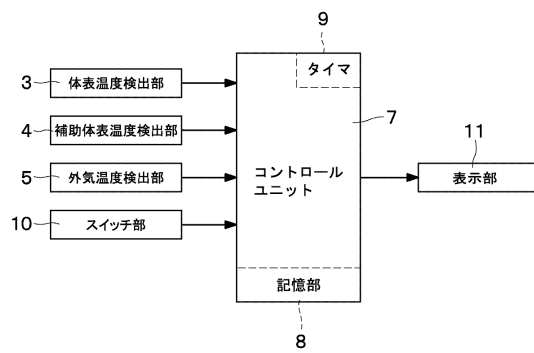 9
タイマ
3
体表温度検出部
7
4
補助体表温度検出部
11
5
外気温度検出部
コントロール
ユニット
表示部
10
スイッチ部
記憶部
8